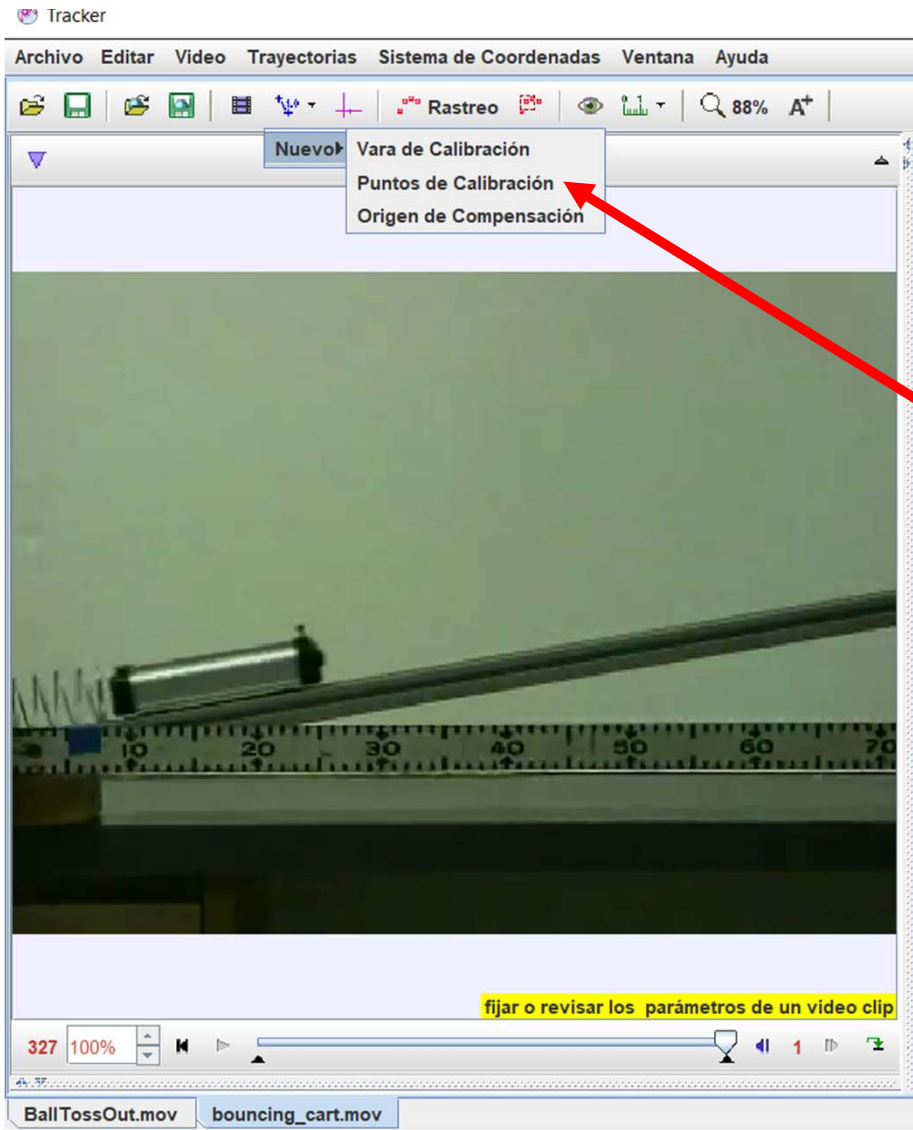 Tracker
Archivo Editar Video Trayectorias Sistema de Coordenadas Ventana Ayuda
Rastreo 88% A+
Nuevo Vara de Calibración
Puntos de Calibración
Origen de Compensación
10 20 30 40 50 60 70
fijar o revisar los parámetros de un video clip
327 100% 1
BallTossOut.mov bouncing_cart.mov